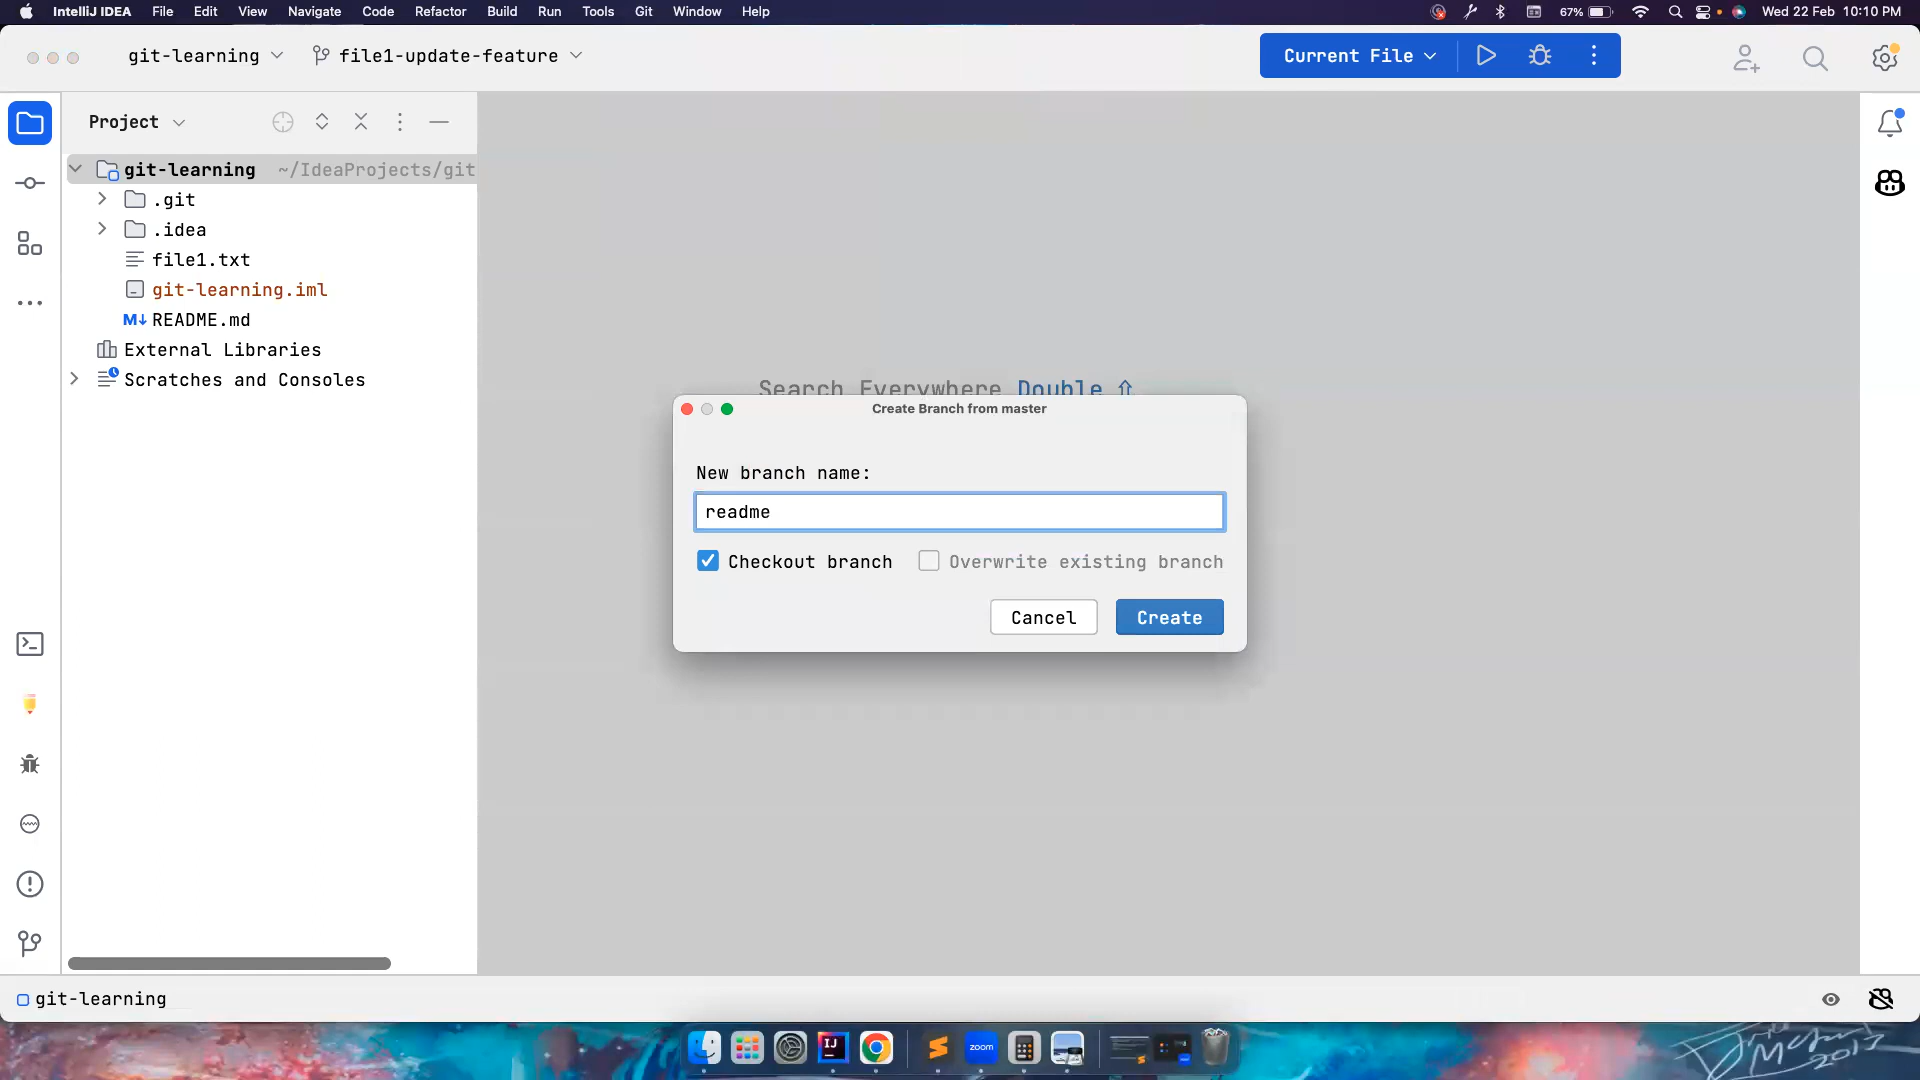 IntelliJ IDEA File Edit View Navigate Code Refactor Build Run Tools Git Window Help 67% Wed 22 Feb 10:10 PM
git-learning file1-update-feature Current File
Project
git-learning ~/IdeaProjects/git
.git
.idea
file1.txt
git-learning.iml
M↓ README.md
External Libraries
Scratches and Consoles
Search Everywhere Double ⇧
Create Branch from master
New branch name:
readme
Checkout branch Overwrite existing branch
Cancel Create
git-learning
IJ zoom
2017